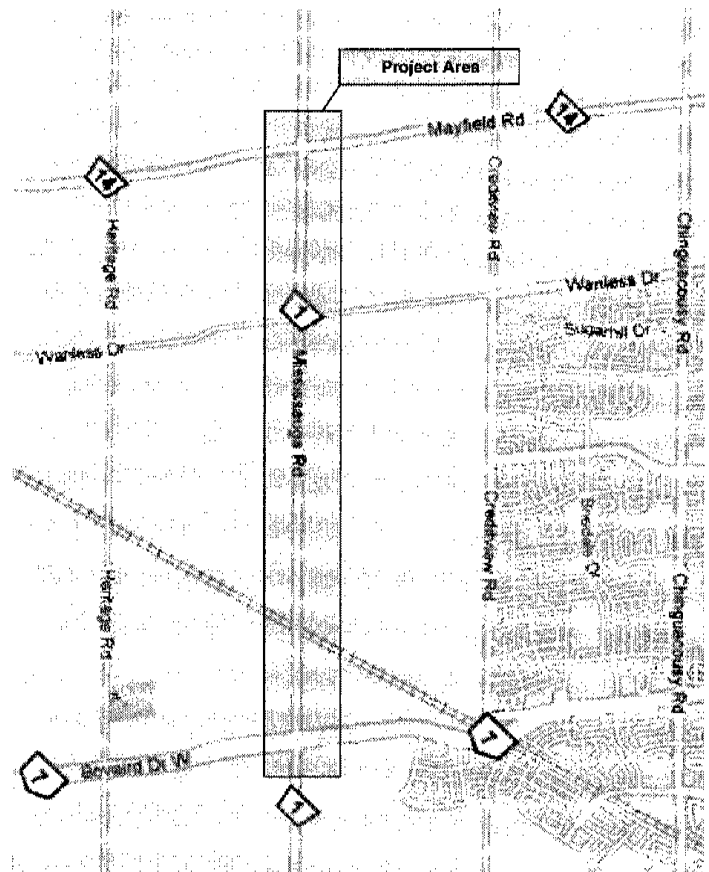 Project Area
14
Mayfield Rd
14
Heritage Rd
Creditview Rd
Chinguacousy Rd
Wanless Dr
1
Sugarhill Dr
Wanless Dr
Mississauga Rd
Creditview Rd
Heritage Rd
Chinguacousy Rd
7
7
Bovaird Dr W
1